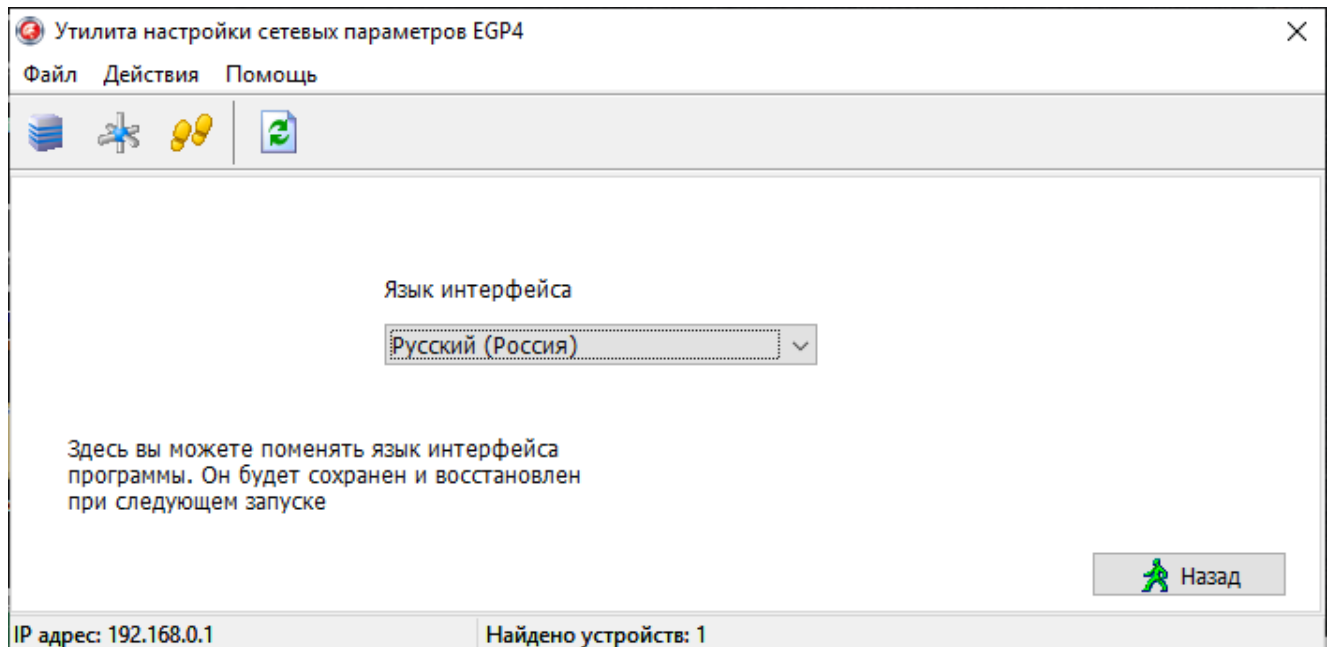 Утилита настройки сетевых параметров EGP4
Файл Действия Помощь
Язык интерфейса
Русский (Россия)
Здесь вы можете поменять язык интерфейса
программы. Он будет сохранен и восстановлен
при следующем запуске
Назад
IP адрес: 192.168.0.1 Найдено устройств: 1